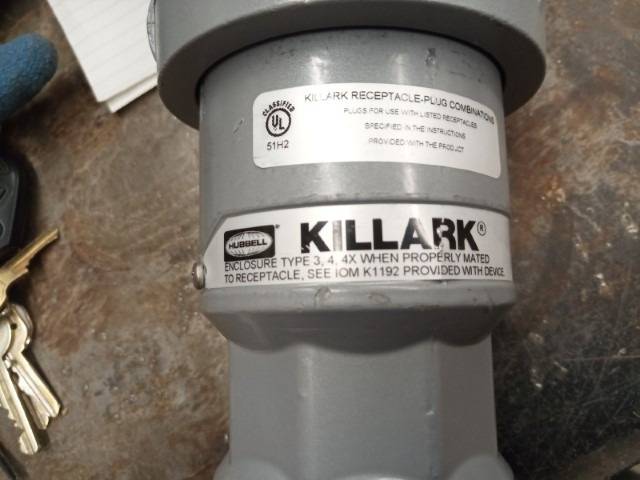 KILLARK RECEPTACLE-PLUG COMBINATIONS
PLUGS FOR USE WITH LISTED RECEPTACLES
SPECIFIED IN THE INSTRUCTIONS
PROVIDED WITH THE PRODUCT
CLASSIFIED
UL
51H2
HUBBELL
KILLARK®
ENCLOSURE TYPE 3, 4, 4X WHEN PROPERLY MATED
TO RECEPTACLE, SEE IOM K1192 PROVIDED WITH DEVICE.